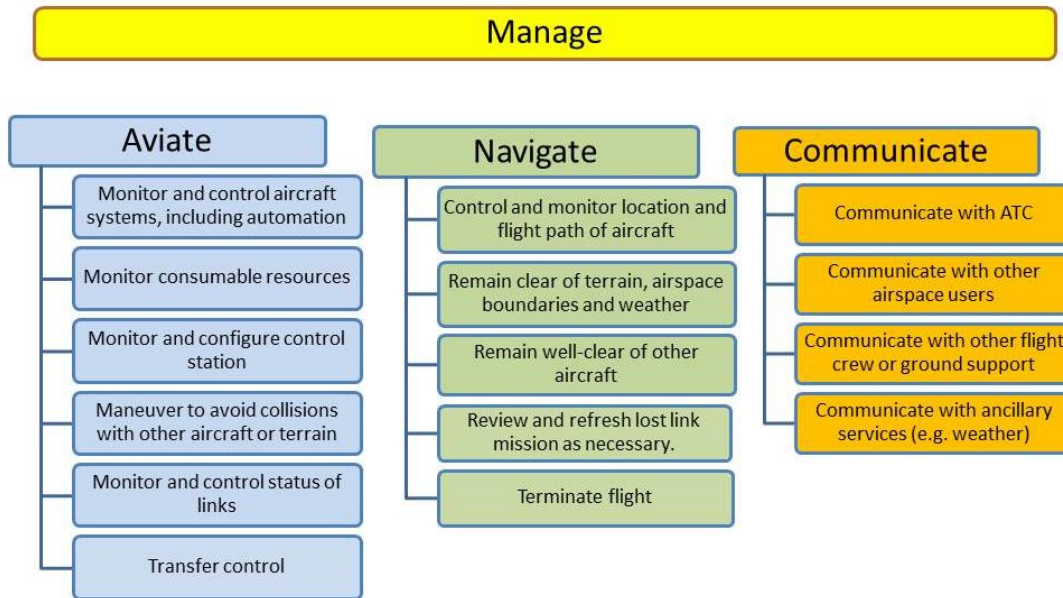 Manage
Aviate
Monitor and control aircraft
systems, including automation
Monitor consumable resources
Monitor and configure control
station
Maneuver to avoid collisions
with other aircraft or terrain
Monitor and control status of
links
Transfer control
Navigate
Control and monitor location and
flight path of aircraft
Remain clear of terrain, airspace
boundaries and weather
Remain well-clear of other
aircraft
Review and refresh lost link
mission as necessary.
Terminate flight
Communicate
Communicate with ATC
Communicate with other
airspace users
Communicate with other flight
crew or ground support
Communicate with ancillary
services (e.g. weather)